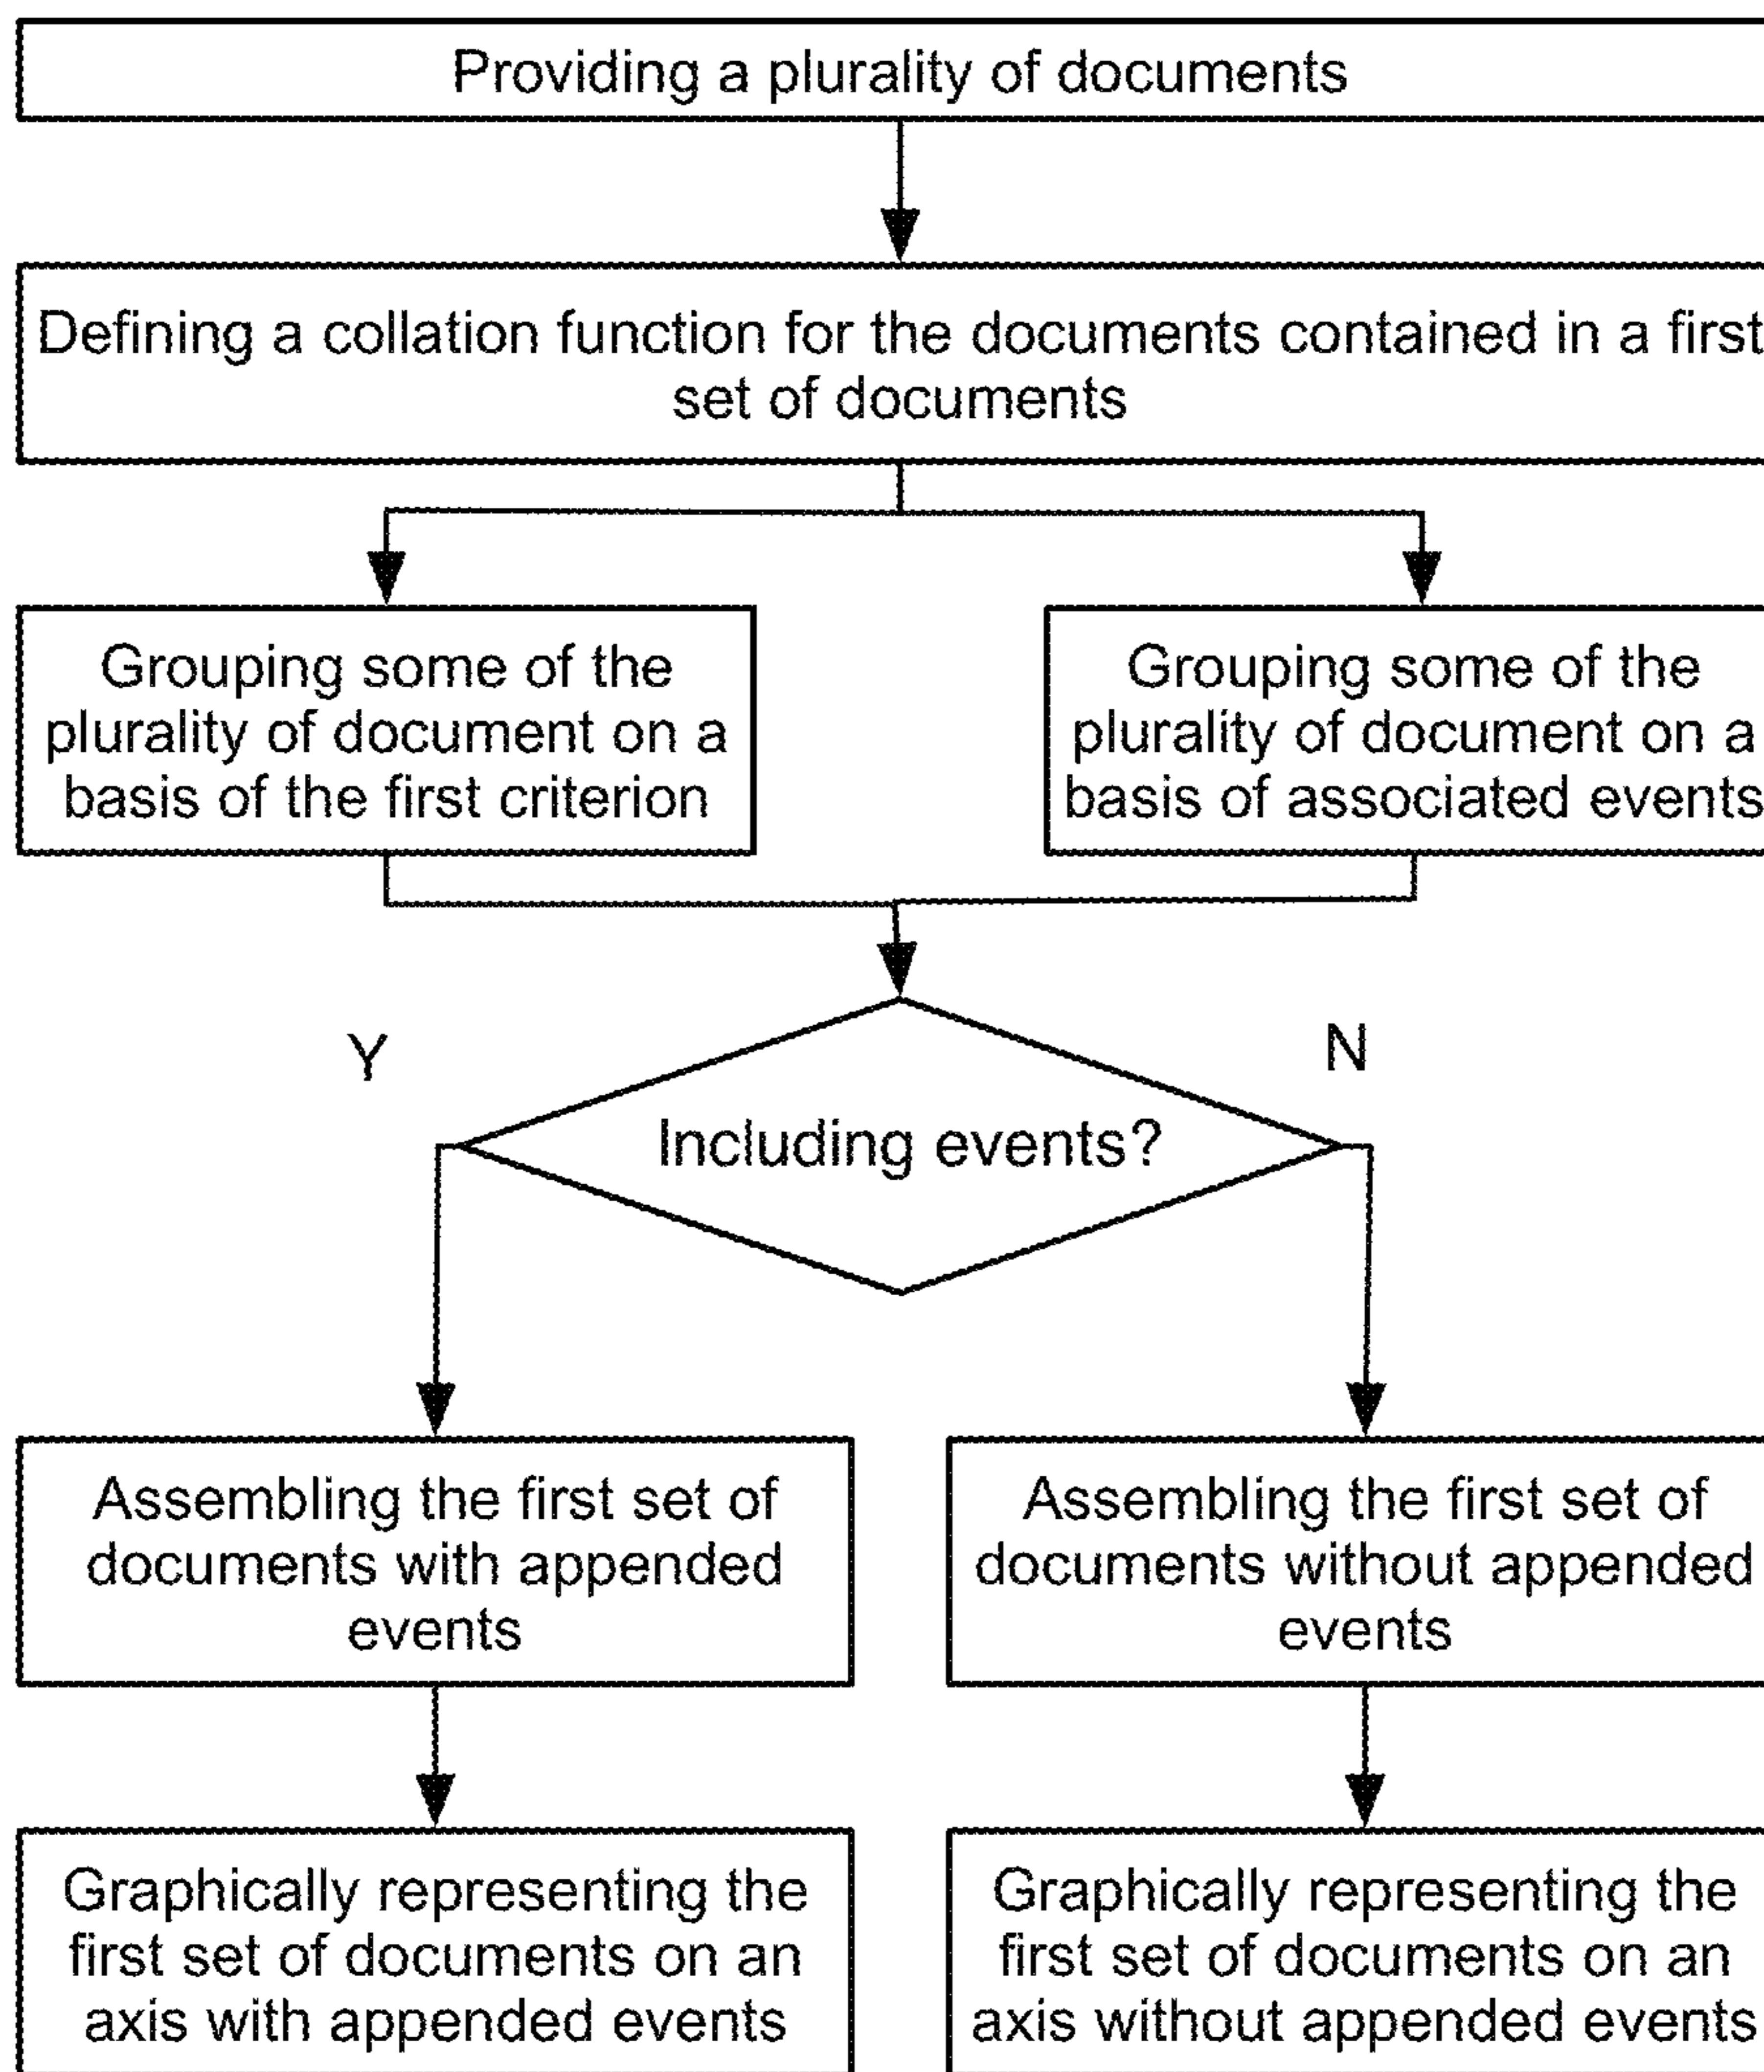 Providing a plurality of documents
Defining a collation function for the documents contained in a first
set of documents
Grouping some of the
plurality of document on a
basis of the first criterion
Grouping some of the
plurality of document on a
basis of associated events
Y
N
Including events?
Assembling the first set of
documents with appended
events
Assembling the first set of
documents without appended
events
Graphically representing the
first set of documents on an
axis with appended events
Graphically representing the
first set of documents on an
axis without appended events